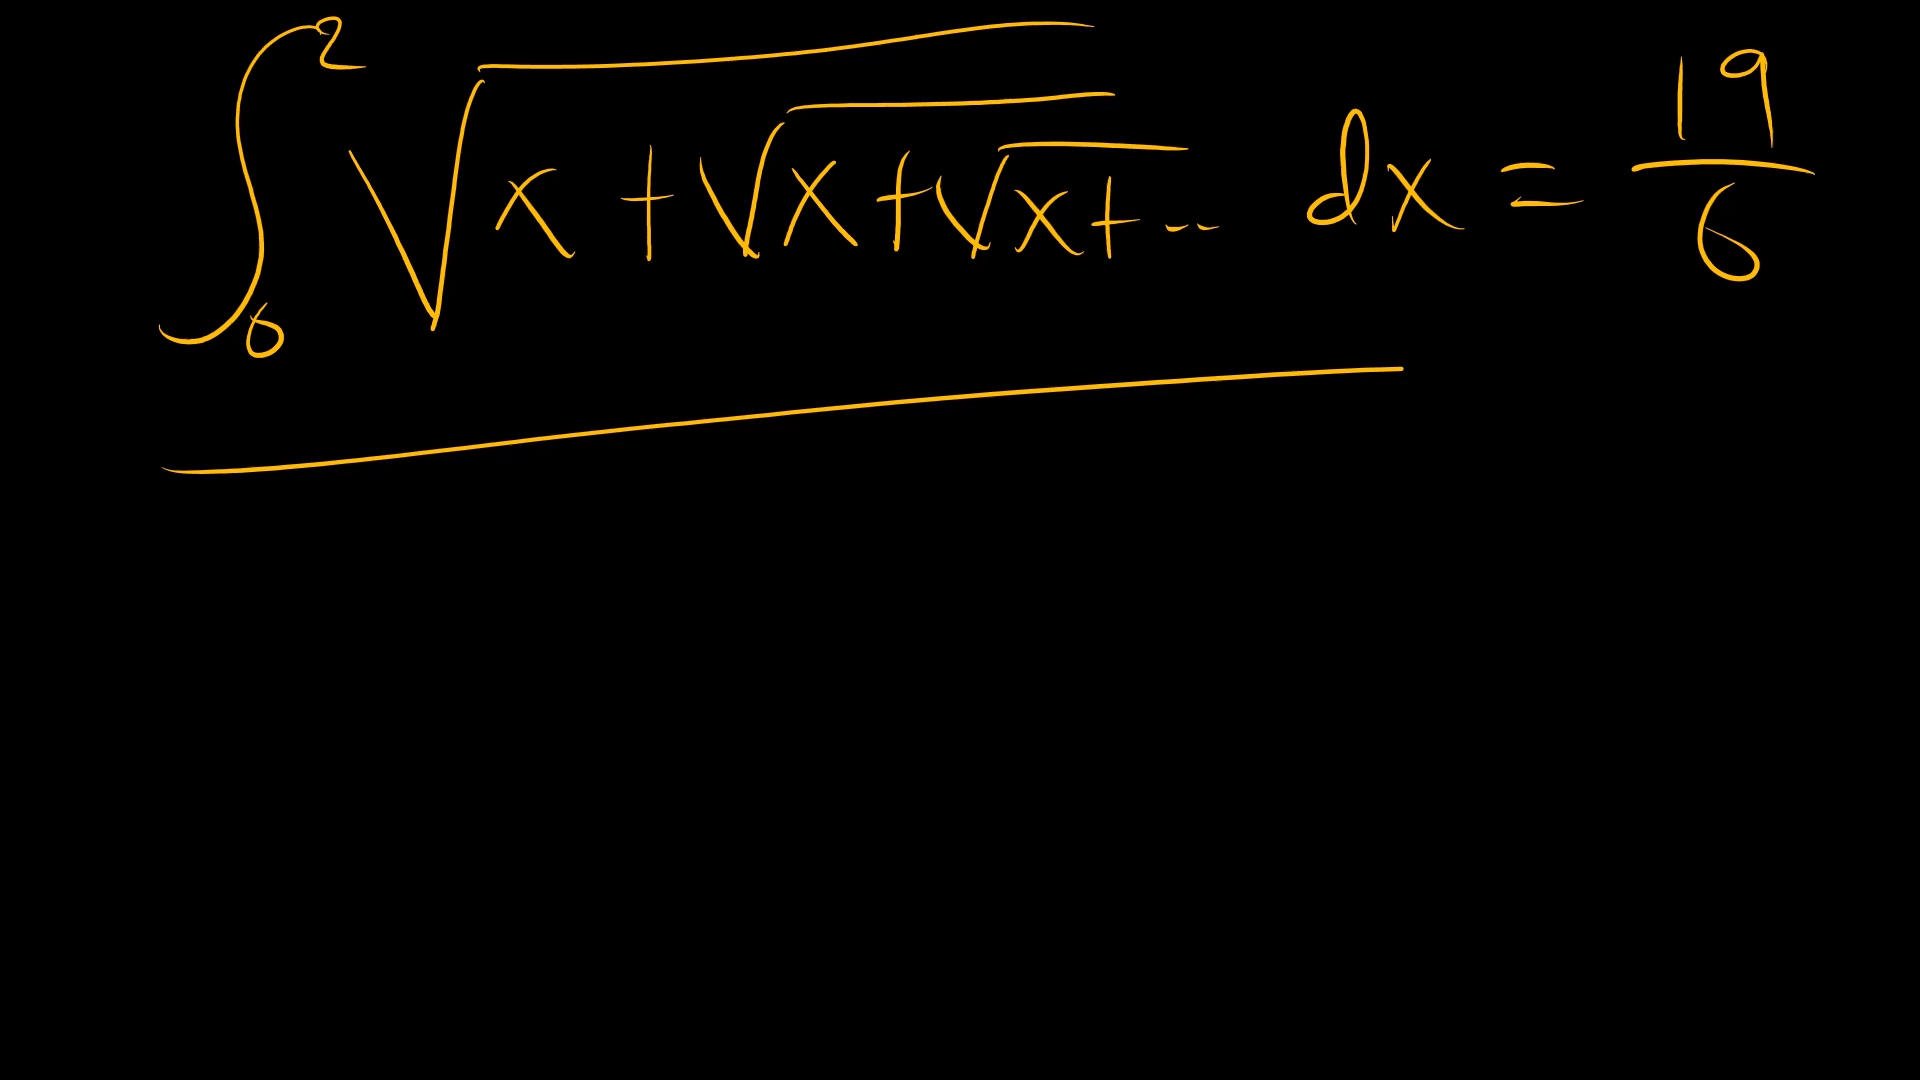 ∫₀² √(x + √(x + √(x + ...))) dx = 19/6